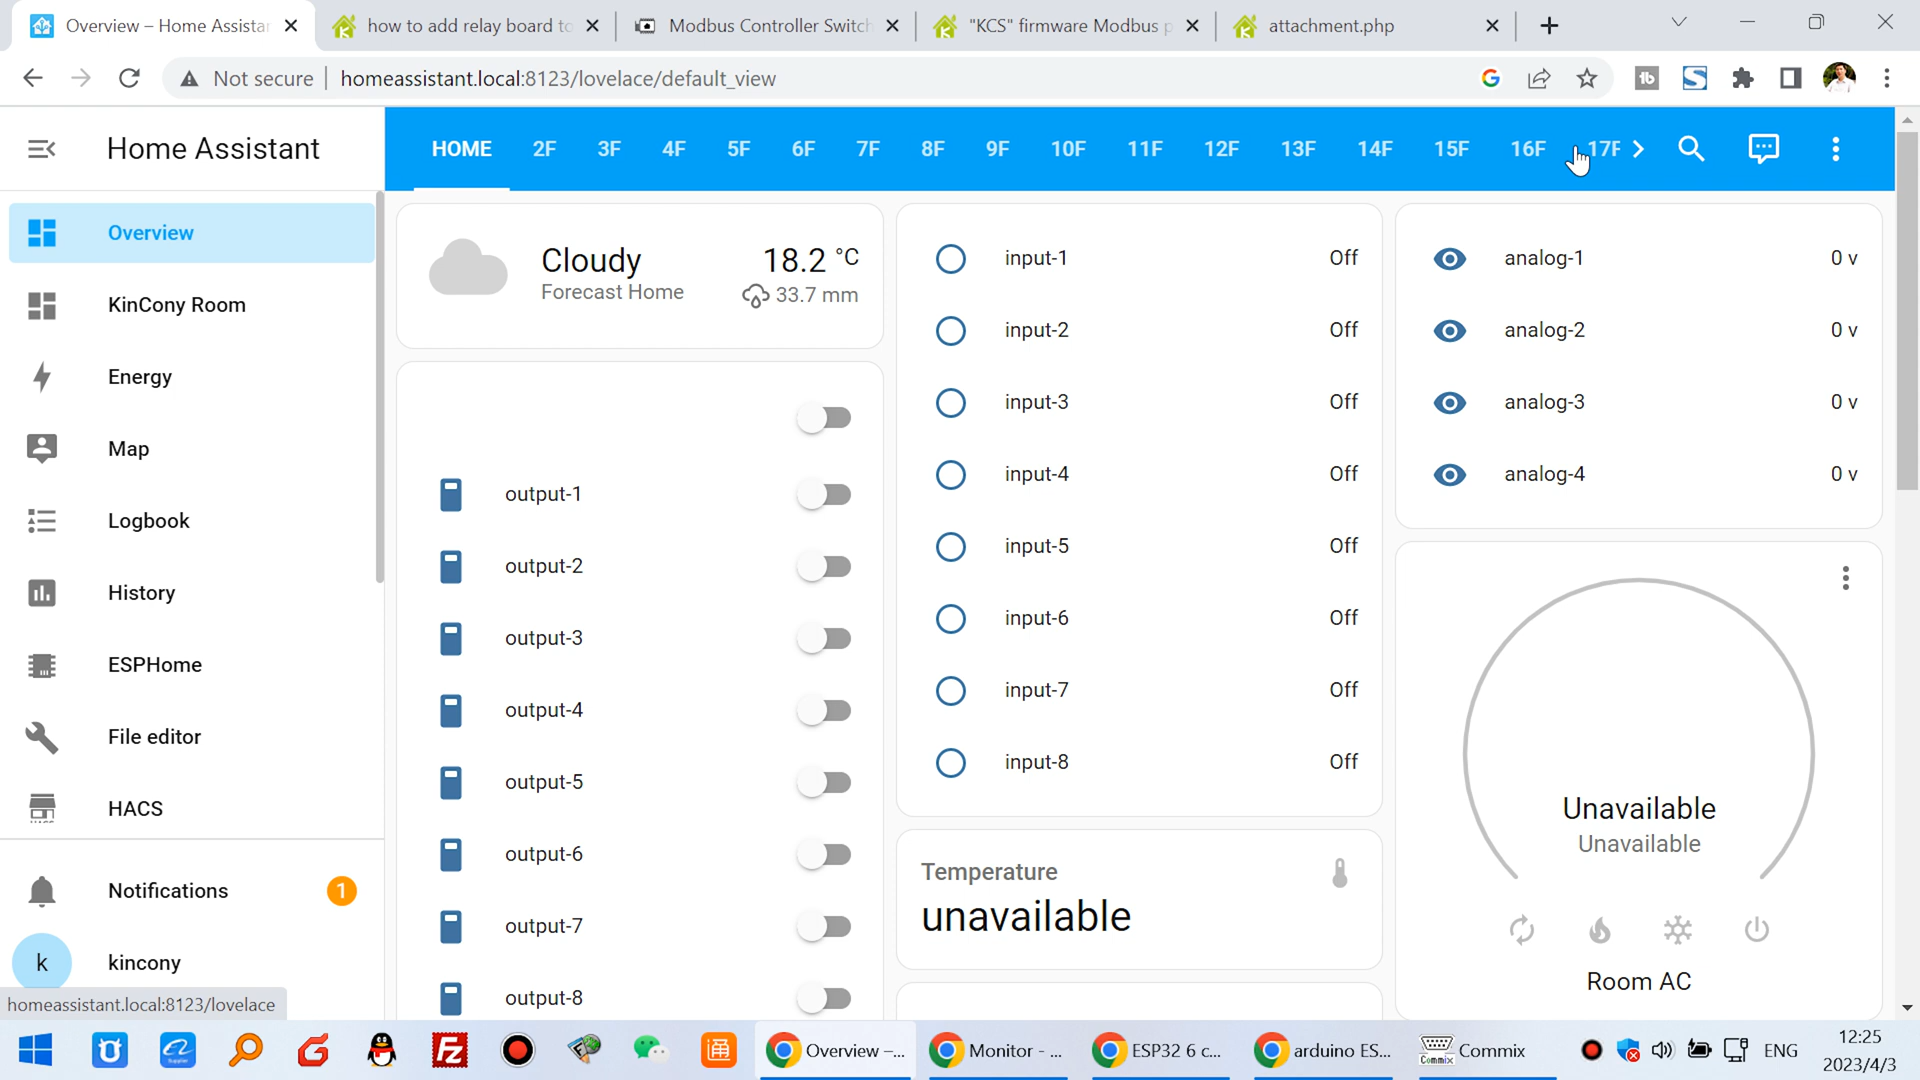 Overview – Home Assistar
how to add relay board to
Modbus Controller Switch
"KCS" firmware Modbus p
attachment.php
Not secure
homeassistant.local:8123/lovelace/default_view
Home Assistant
HOME 2F 3F 4F 5F 6F 7F 8F 9F 10F 11F 12F 13F 14F 15F 16F 17F
Overview
KinCony Room
Energy
Map
Logbook
History
ESPHome
File editor
HACS
Notifications 1
k kincony
homeassistant.local:8123/lovelace
Cloudy 18.2 °C
Forecast Home 33.7 mm
output-1
output-2
output-3
output-4
output-5
output-6
output-7
output-8
input-1 Off
input-2 Off
input-3 Off
input-4 Off
input-5 Off
input-6 Off
input-7 Off
input-8 Off
Temperature
unavailable
analog-1 0 v
analog-2 0 v
analog-3 0 v
analog-4 0 v
Unavailable
Unavailable
Room AC
Overview –...
Monitor - ...
ESP32 6 c...
arduino ES...
Commix
ENG
12:25
2023/4/3